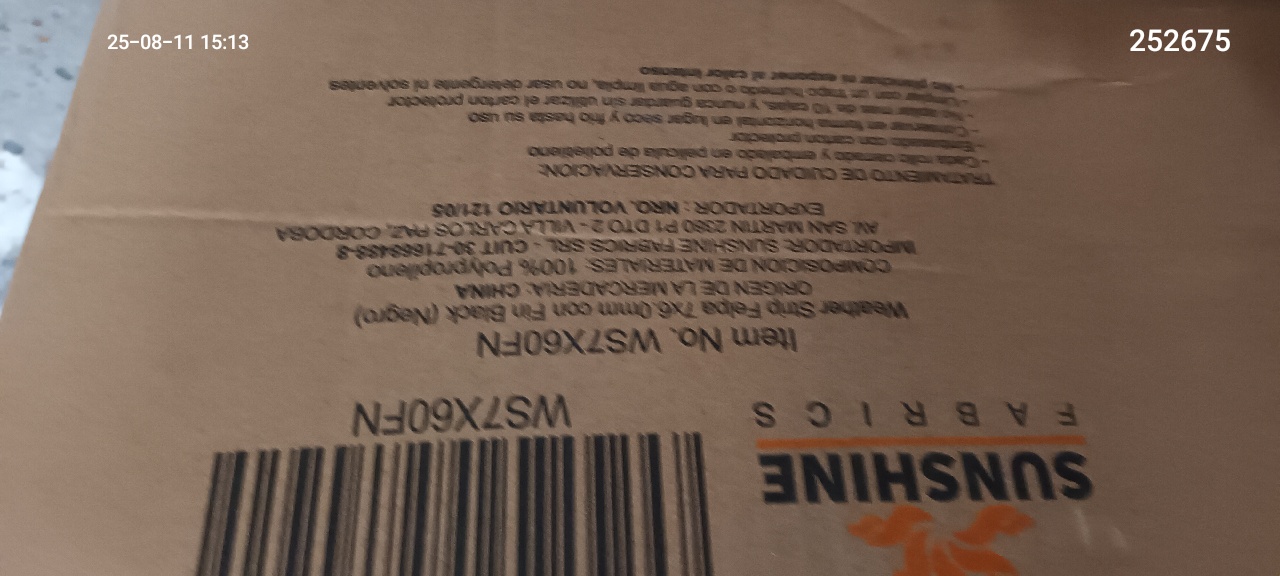 25-08-11 15:13
252675
SUNSHINE
FABRICS
WS7X60FN
Item No. WS7X60FN
Weather Strip Felpa 7x6.0mm con Fin Black (Negro)
ORIGEN DE LA MERCADERIA: CHINA
COMPOSICION DE MATERIALES: 100% Polypropileno
IMPORTADOR: SUNSHINE FABRICS SRL - CUIT 30-71668488-8
AV. SAN MARTIN 2380 P1 DTO 2 - VILLA CARLOS PAZ, CORDOBA
EXPORTADOR: NRO. VOLUNTARIO 121/05
TRATAMIENTO DE CUIDADO PARA CONSERVACION:
- Cada rollo cerrado y embalado en pelicula de polietileno
- Embalado con carton protector
- Conservar en forma horizontal en lugar seco y frio hasta su uso
- No apilar mas de 10 cajas, y nunca guardar sin utilizar el carton protector
- Limpiar con un trapo humedo o con agua limpia, no usar detergente ni solventes
- No planchar ni exponer al calor intenso